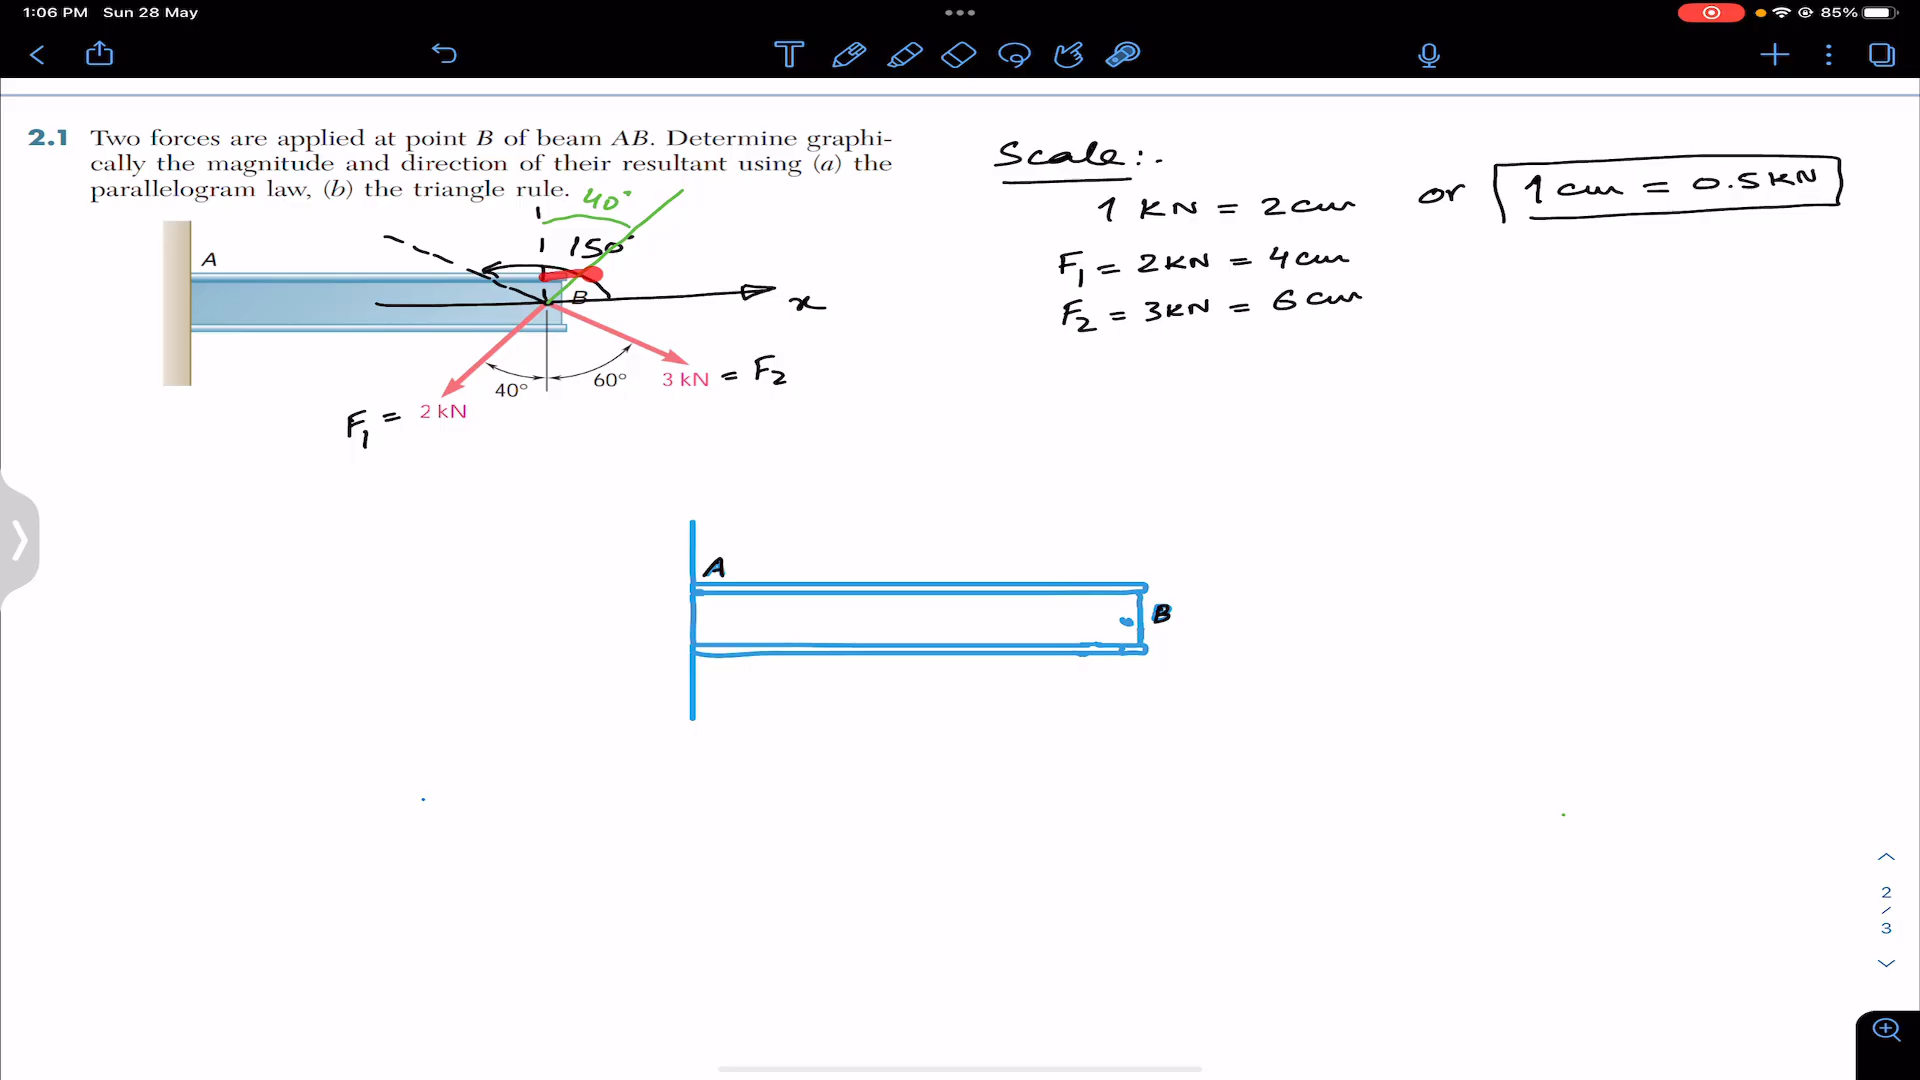 1:06 PM Sun 28 May
85%
2.1 Two forces are applied at point B of beam AB. Determine graphi-
cally the magnitude and direction of their resultant using (a) the
parallelogram law, (b) the triangle rule.
40°
150°
A
B
x
40°
60°
3 kN = F2
F1 = 2 kN
Scale:.
1 KN = 2cm or 1 cm = 0.5KN
F1 = 2KN = 4cm
F2 = 3KN = 6cm
A
B
2
/
3